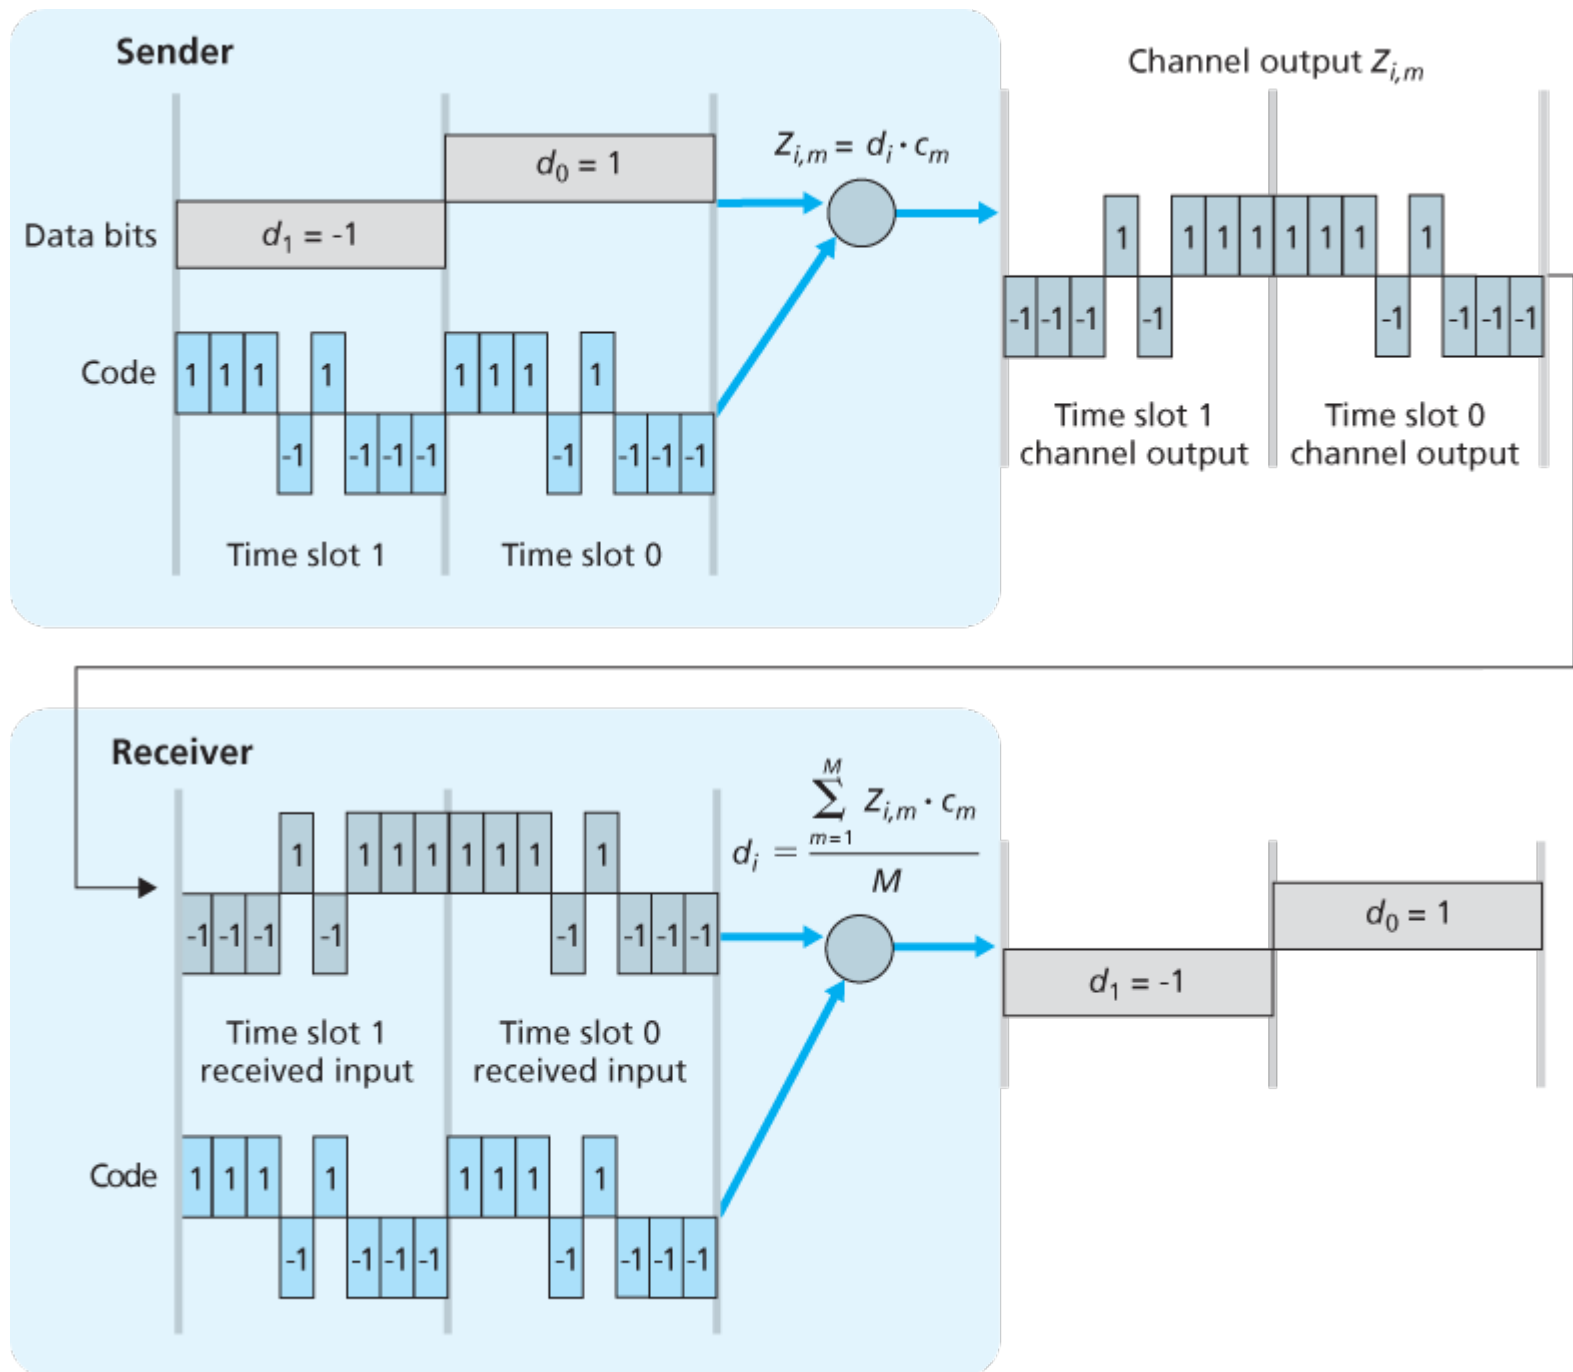 Sender
Channel output Z_{i,m}
Z_{i,m} = d_i · c_m
d_0 = 1
Data bits
d_1 = -1
1 1 1 1 1 1 1 1
-1 -1 -1 -1 -1 -1 -1 -1
Code
1 1 1 1 1 1 1 1
-1 -1 -1 -1 -1 -1 -1 -1
Time slot 1
channel output
Time slot 0
channel output
Time slot 1
Time slot 0
Receiver
d_i = \frac{\sum_{m=1}^{M} Z_{i,m} · c_m}{M}
1 1 1 1 1 1 1 1
-1 -1 -1 -1 -1 -1 -1 -1
d_0 = 1
d_1 = -1
Time slot 1
received input
Time slot 0
received input
Code
1 1 1 1 1 1 1 1
-1 -1 -1 -1 -1 -1 -1 -1